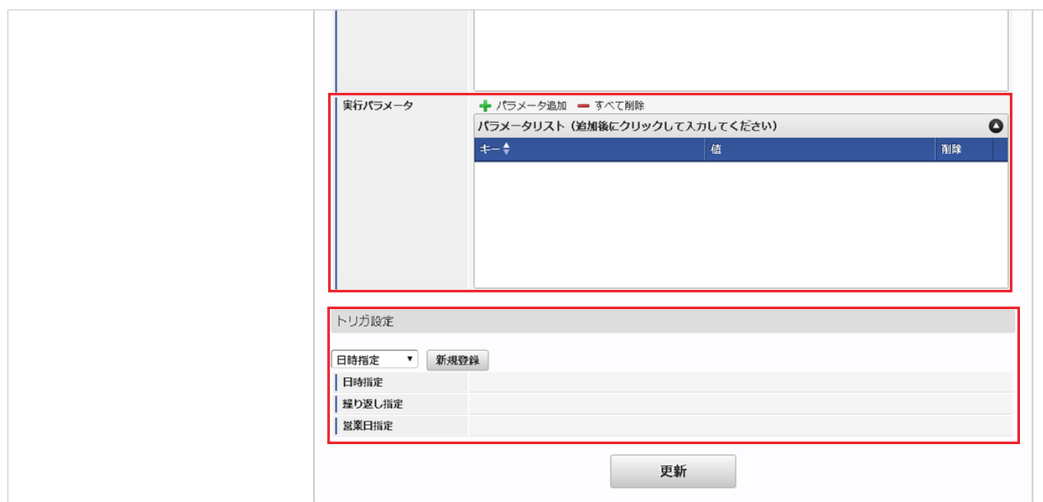 実行パラメータ
パラメータ追加 すべて削除
パラメータリスト（追加後にクリックして入力してください）
キー 値 削除
トリガ設定
日時指定 新規登録
日時指定
繰り返し指定
営業日指定
更新